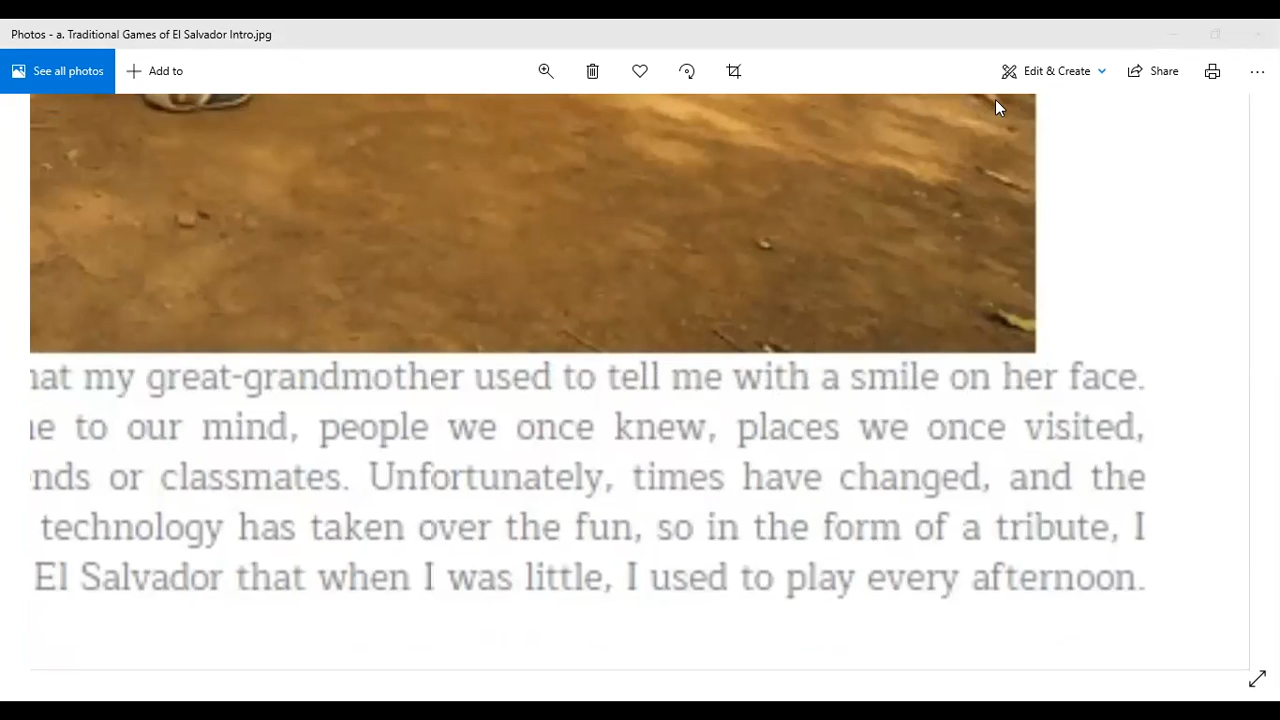 Photos - a. Traditional Games of El Salvador Intro.jpg
See all photos
Add to
Edit & Create
Share
my great-grandmother used to tell me with a smile on her face.
to our mind, people we once knew, places we once visited,
or classmates. Unfortunately, times have changed, and the
technology has taken over the fun, so in the form of a tribute, I
El Salvador that when I was little, I used to play every afternoon.